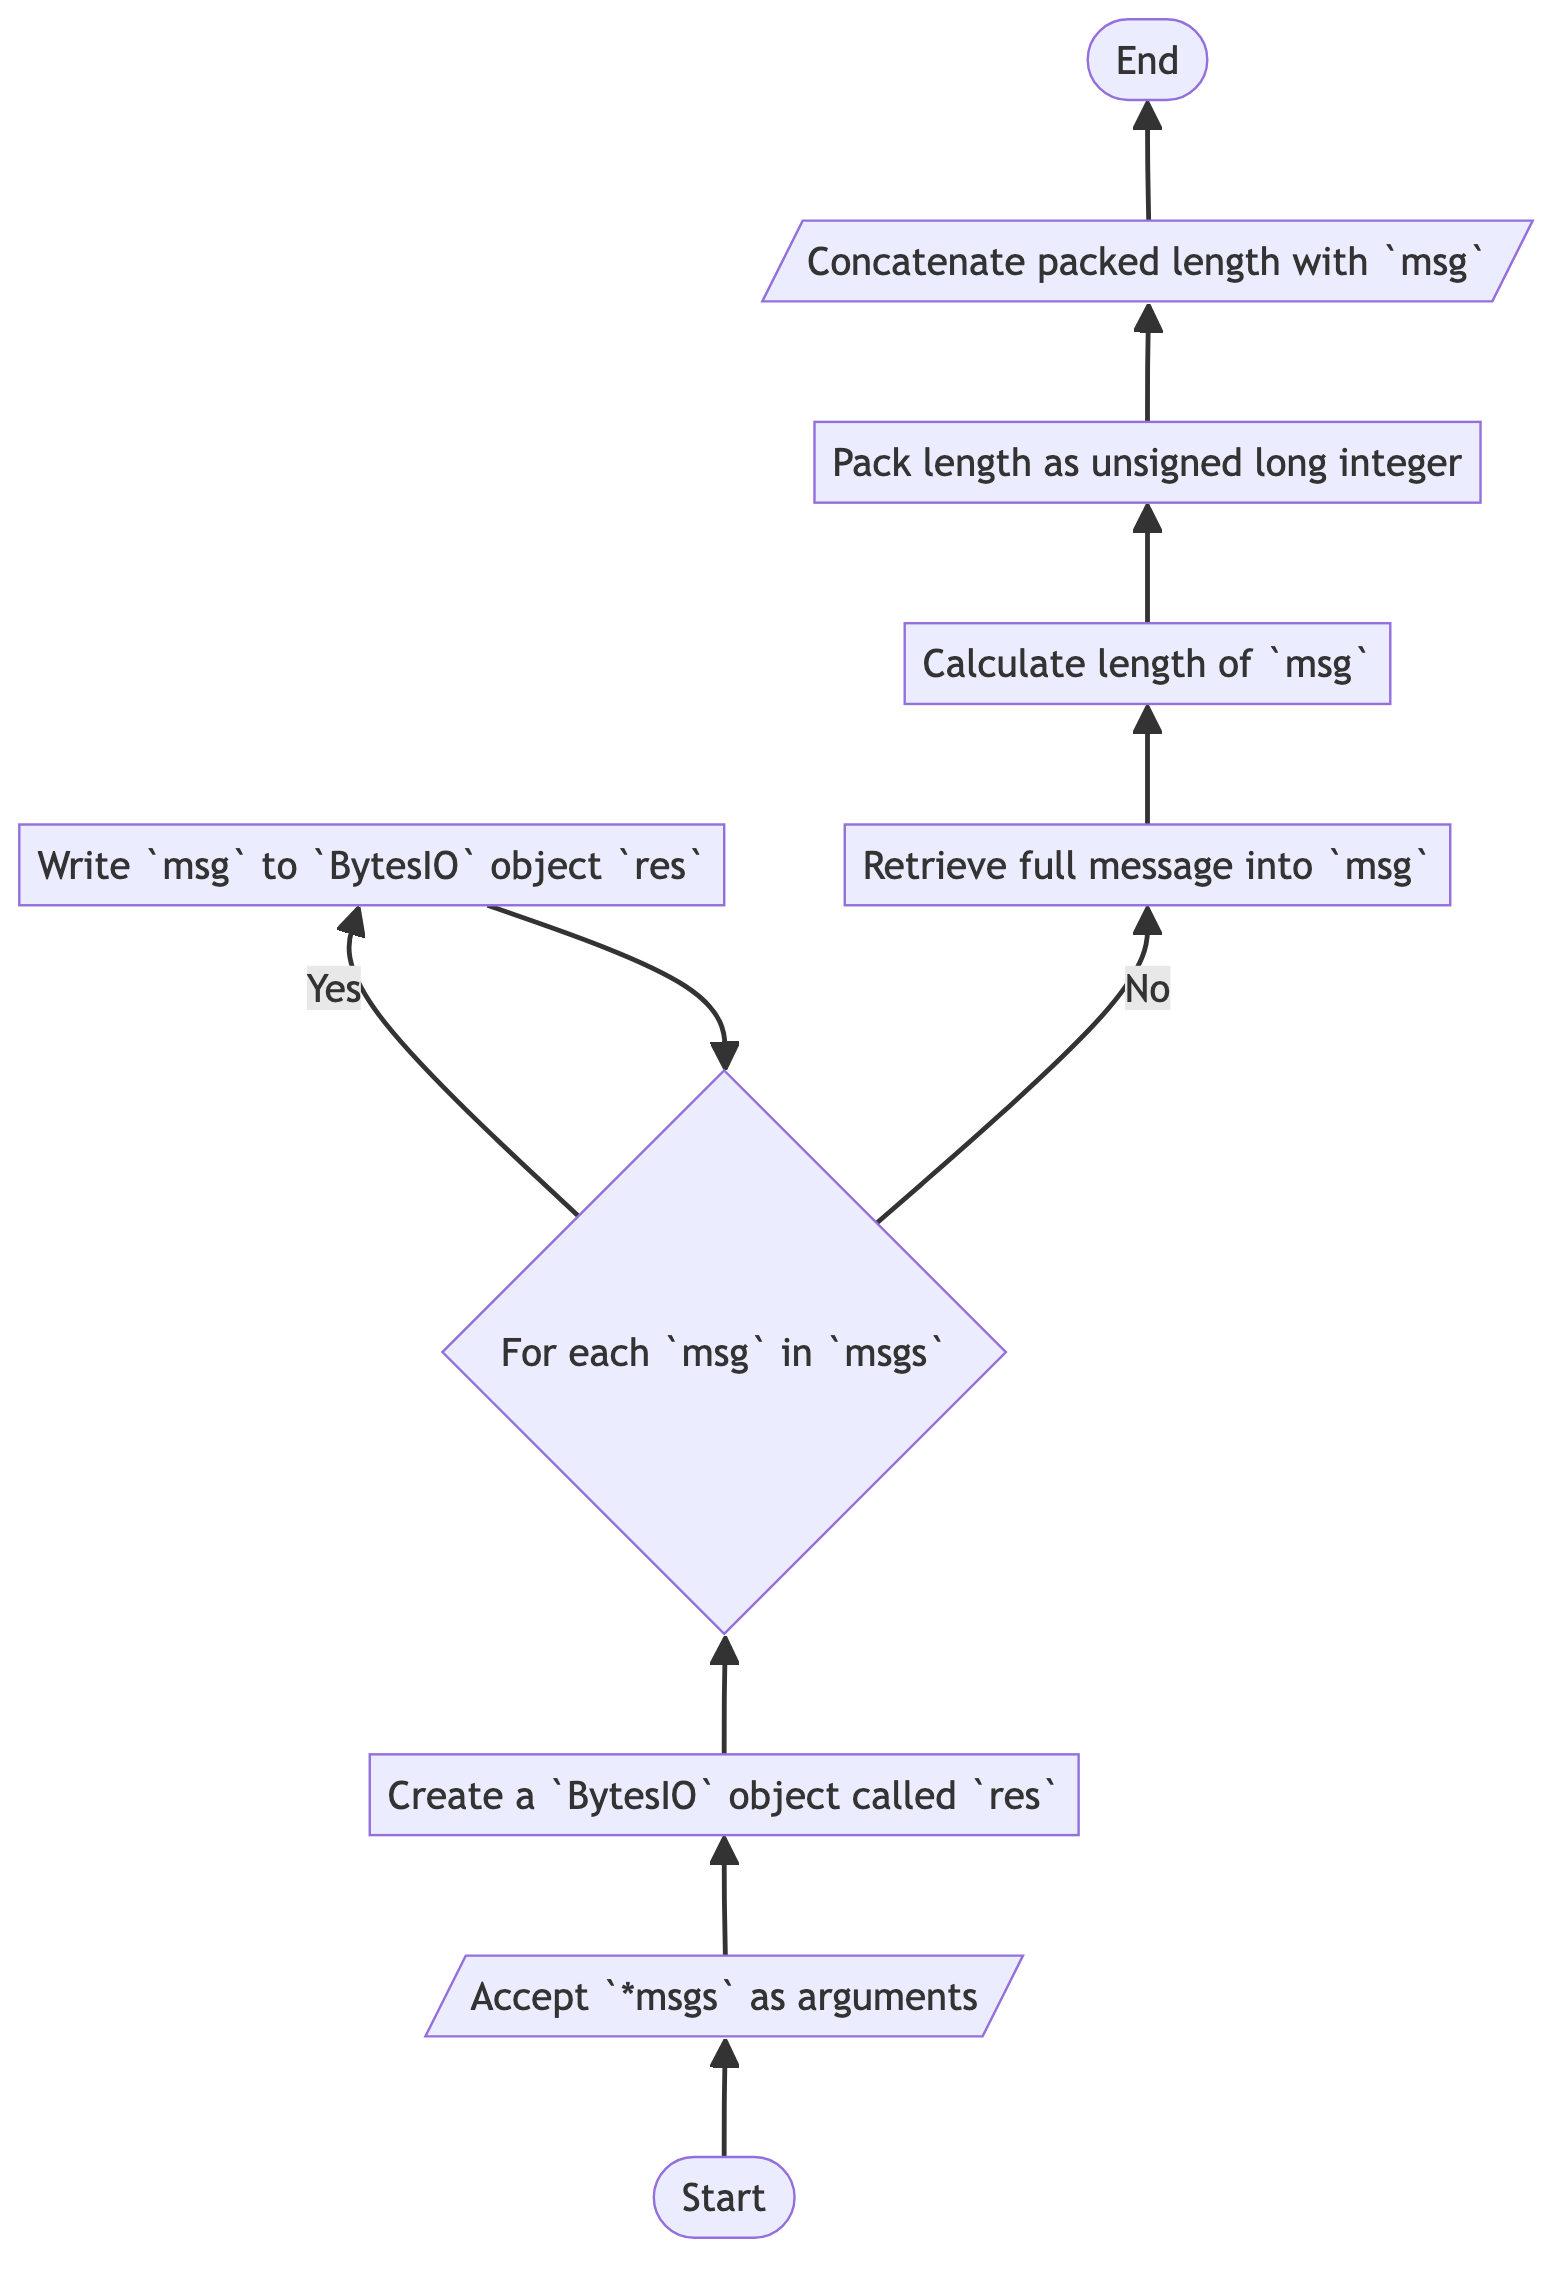 End
Concatenate packed length with `msg`
Pack length as unsigned long integer
Calculate length of `msg`
Write `msg` to `BytesIO` object `res`
Retrieve full message into `msg`
Yes
No
For each `msg` in `msgs`
Create a `BytesIO` object called `res`
Accept `*msgs` as arguments
Start